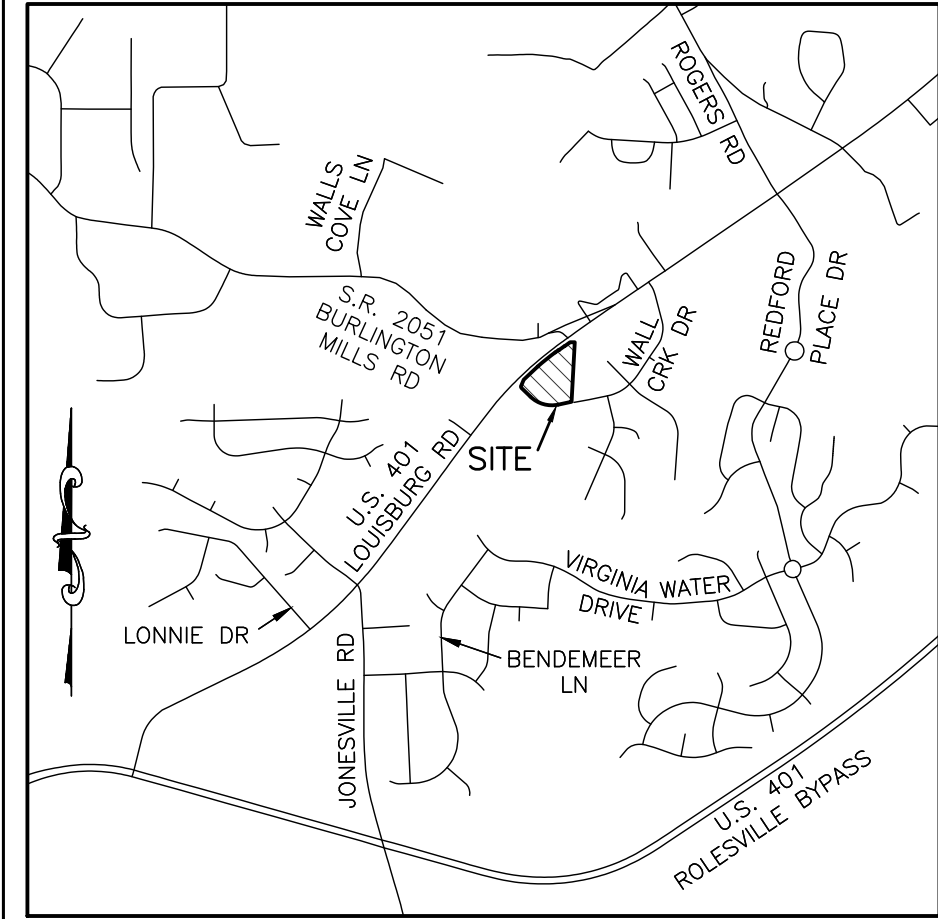 ROGERS RD
WALLS
COVE LN
REDFORD
PLACE DR
S.R. 2051
BURLINGTON
MILLS RD
WALL
CRK DR
SITE
U.S. 401
LOUISBURG RD
VIRGINIA WATER
DRIVE
LONNIE DR
BENDEMEER
LN
JONESVILLE RD
U.S. 401
ROLESVILLE BYPASS